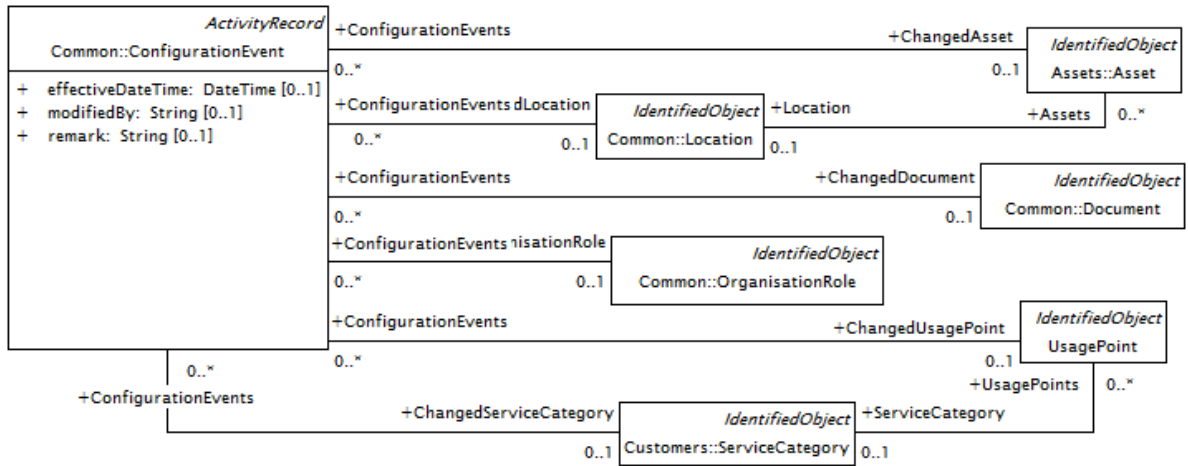 ActivityRecord
Common::ConfigurationEvent
+ effectiveDateTime: DateTime [0..1]
+ modifiedBy: String [0..1]
+ remark: String [0..1]
+ConfigurationEvents
0..*
+ChangedAsset
0..1
IdentifiedObject
Assets::Asset
+ConfigurationEvents
0..*
dLocation
0..1
IdentifiedObject
Common::Location
+Location
0..1
+Assets
0..*
+ConfigurationEvents
0..*
+ChangedDocument
0..1
IdentifiedObject
Common::Document
+ConfigurationEvents
0..*
nisationRole
0..1
IdentifiedObject
Common::OrganisationRole
+ConfigurationEvents
0..*
+ChangedUsagePoint
0..1
IdentifiedObject
UsagePoint
0..*
+ConfigurationEvents
+ChangedServiceCategory
0..1
IdentifiedObject
Customers::ServiceCategory
+ServiceCategory
0..1
+UsagePoints
0..*